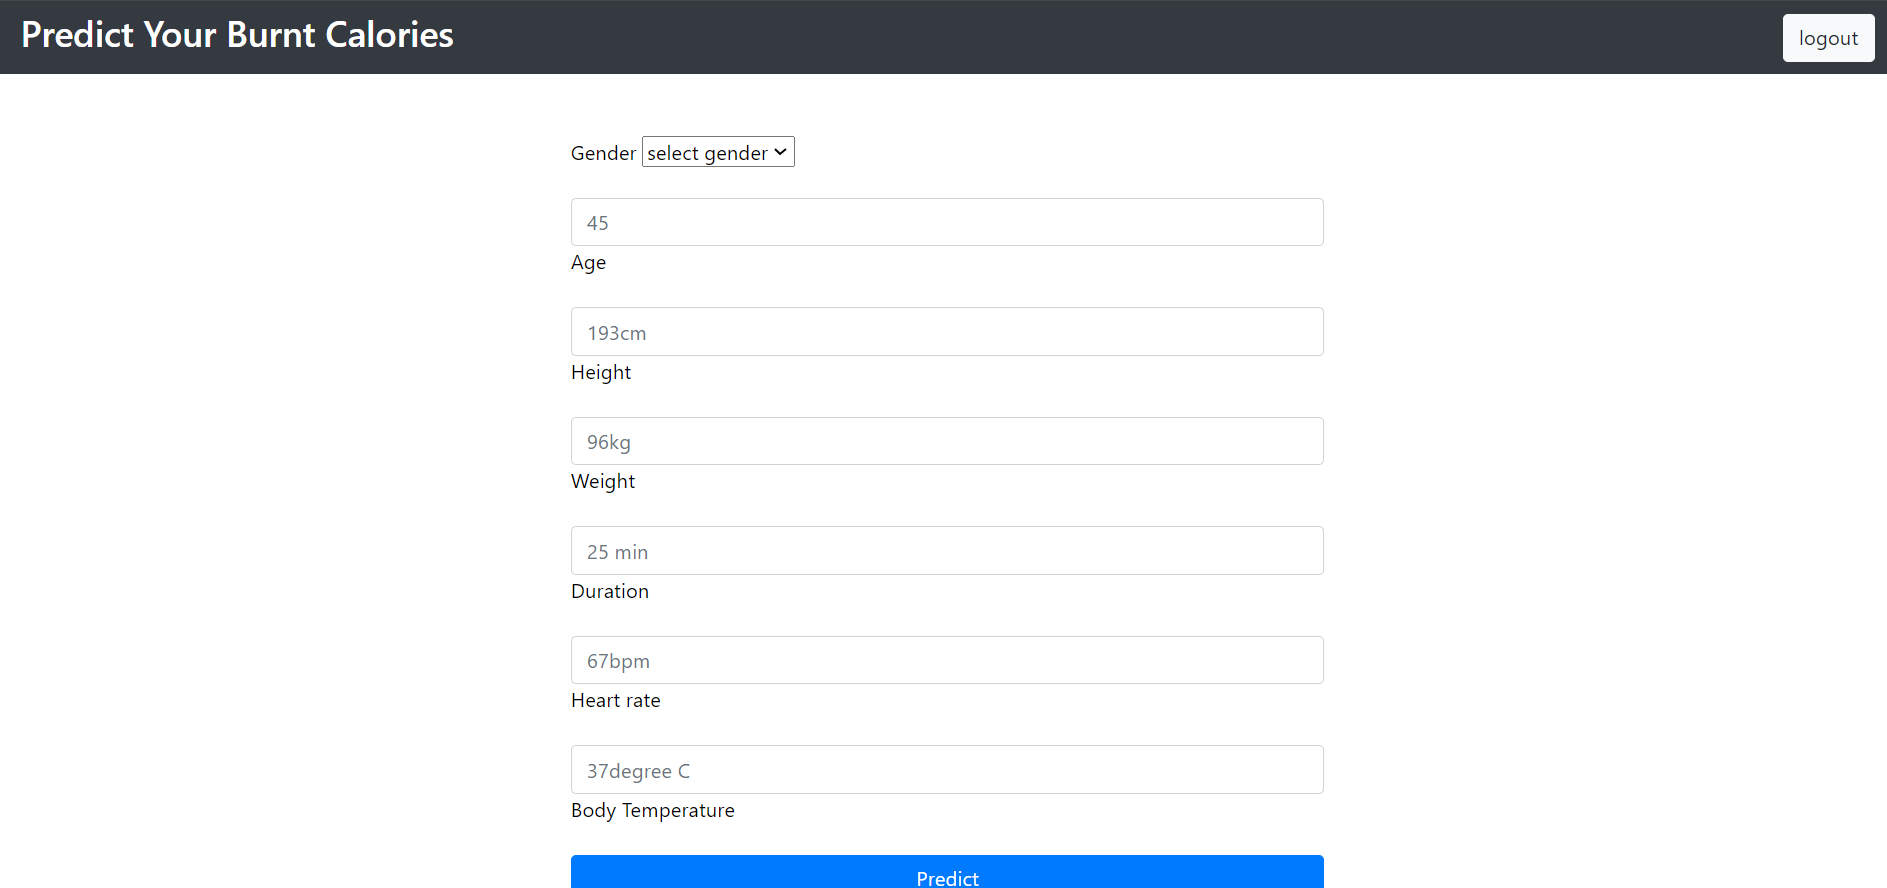 Predict Your Burnt Calories
logout
Gender select gender
45
Age
193cm
Height
96kg
Weight
25 min
Duration
67bpm
Heart rate
37degree C
Body Temperature
Predict